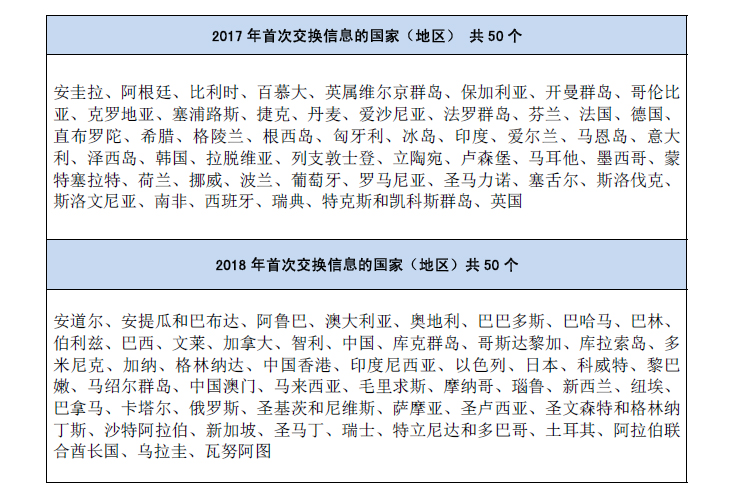 2017 年首次交换信息的国家（地区） 共 50 个
安圭拉、阿根廷、比利时、百慕大、英属维尔京群岛、保加利亚、开曼群岛、哥伦比
亚、克罗地亚、塞浦路斯、捷克、丹麦、爱沙尼亚、法罗群岛、芬兰、法国、德国、
直布罗陀、希腊、格陵兰、根西岛、匈牙利、冰岛、印度、爱尔兰、马恩岛、意大
利、泽西岛、韩国、拉脱维亚、列支敦士登、立陶宛、卢森堡、马耳他、墨西哥、蒙
特塞拉特、荷兰、挪威、波兰、葡萄牙、罗马尼亚、圣马力诺、塞舌尔、斯洛伐克、
斯洛文尼亚、南非、西班牙、瑞典、特克斯和凯科斯群岛、英国
2018 年首次交换信息的国家（地区）共 50 个
安道尔、安提瓜和巴布达、阿鲁巴、澳大利亚、奥地利、巴巴多斯、巴哈马、巴林、
伯利兹、巴西、文莱、加拿大、智利、中国、库克群岛、哥斯达黎加、库拉索岛、多
米尼克、加纳、格林纳达、中国香港、印度尼西亚、以色列、日本、科威特、黎巴
嫩、马绍尔群岛、中国澳门、马来西亚、毛里求斯、摩纳哥、瑙鲁、新西兰、纽埃、
巴拿马、卡塔尔、俄罗斯、圣基茨和尼维斯、萨摩亚、圣卢西亚、圣文森特和格林纳
丁斯、沙特阿拉伯、新加坡、圣马丁、瑞士、特立尼达和多巴哥、土耳其、阿拉伯联
合酋长国、乌拉圭、瓦努阿图